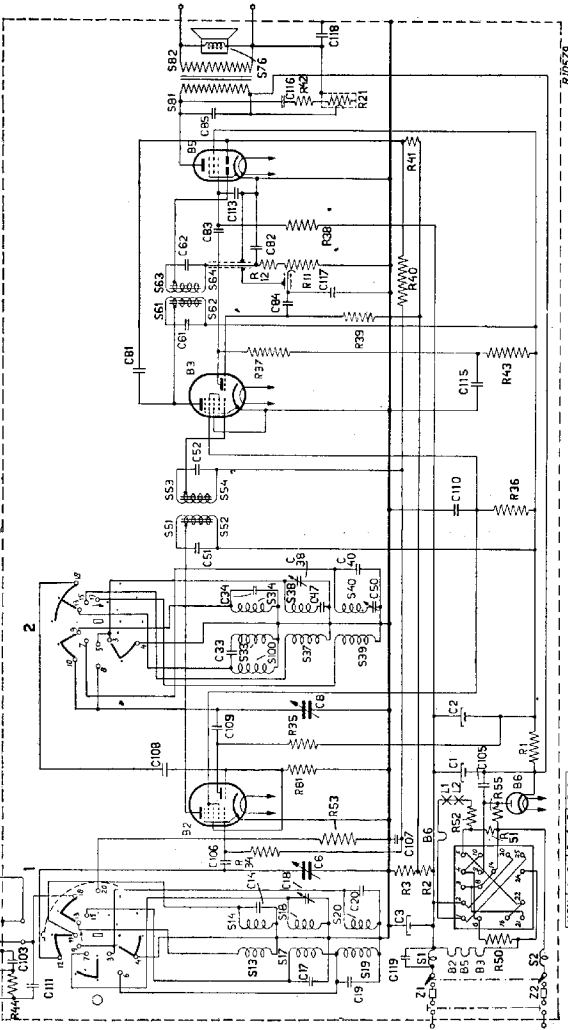 S82
S81
S76
C118
C116
R42
R21
C85
B5
C113
R41
C83
C82
R38
C62
S63
S64
R
12
R11
C117
R40
S61
S62
C61
C84
R39
C81
B3
R37
C115
R43
S53
C52
S54
S51
S52
C51
C110
R36
2
C34
S34
C
38
S38
C47
S40
40
C50
C33
S33
S100
S37
S39
C109
R35
C8
C2
C108
B2
R81
R1
C1
C105
L1
L2
R55
B6
R52
B6
R53
C106
R
34
C6
C107
R3
R2
S1
1
C14
S14
C18
S18
C20
S20
S13
S17
C17
S19
C19
C3
C119
S1
B2
B5
B3
R50
S2
Z1
Z2
C103
R44
C111